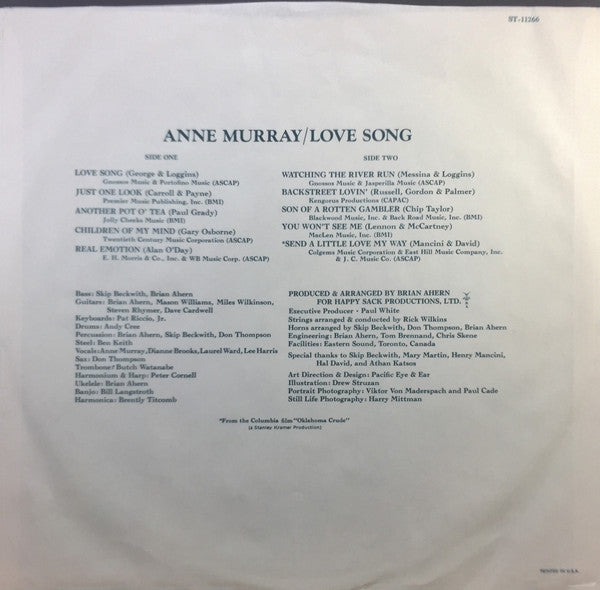 ST-11266
ANNE MURRAY/LOVE SONG
SIDE ONE
LOVE SONG (George & Loggins)
Gnossos Music & Portofino Music (ASCAP)
JUST ONE LOOK (Carroll & Payne)
Premier Music Publishing, Inc. (BMI)
ANOTHER POT O' TEA (Paul Grady)
Jolly Cheeks Music (BMI)
CHILDREN OF MY MIND (Gary Osborne)
Twentieth Century Music Corporation (ASCAP)
REAL EMOTION (Alan O'Day)
E. H. Morris & Co., Inc. & WB Music Corp. (ASCAP)
SIDE TWO
WATCHING THE RIVER RUN (Messina & Loggins)
Gnossos Music & Jasperilla Music (ASCAP)
BACKSTREET LOVIN' (Russell, Gordon & Palmer)
Kengorus Productions (CAPAC)
SON OF A ROTTEN GAMBLER (Chip Taylor)
Blackwood Music, Inc. & Back Road Music, Inc. (BMI)
YOU WON'T SEE ME (Lennon & McCartney)
MacLen Music, Inc. (BMI)
*SEND A LITTLE LOVE MY WAY (Mancini & David)
Colgems Music Corporation & East Hill Music Company, Inc.
& J. C. Music Co. (ASCAP)
Bass: Skip Beckwith, Brian Ahern
Guitars: Brian Ahern, Mason Williams, Miles Wilkinson,
Steven Rhymer, Dave Cardwell
Keyboards: Pat Riccio, Jr.
Drums: Andy Cree
Percussion: Brian Ahern, Skip Beckwith, Don Thompson
Steel: Ben Keith
Vocals: Anne Murray, Dianne Brooks, Laurel Ward, Lee Harris
Sax: Don Thompson
Trombone: Butch Watanabe
Harmonium & Harp: Peter Cornell
Ukelele: Brian Ahern
Banjo: Bill Langstroth
Harmonica: Brently Titcomb
PRODUCED & ARRANGED BY BRIAN AHERN
FOR HAPPY SACK PRODUCTIONS, LTD.
Executive Producer · Paul White
Strings arranged & conducted by Rick Wilkins
Horns arranged by Skip Beckwith, Don Thompson, Brian Ahern
Engineering: Brian Ahern, Tom Brennand, Chris Skene
Facilities: Eastern Sound, Toronto, Canada
Special thanks to Skip Beckwith, Mary Martin, Henry Mancini,
Hal David, and Athan Katsos
Art Direction & Design: Pacific Eye & Ear
Illustration: Drew Struzan
Portrait Photography: Viktor Von Maderspach and Paul Cade
Still Life Photography: Harry Mittman
*From the Columbia film "Oklahoma Crude"
(a Stanley Kramer Production)
PRINTED IN U.S.A.